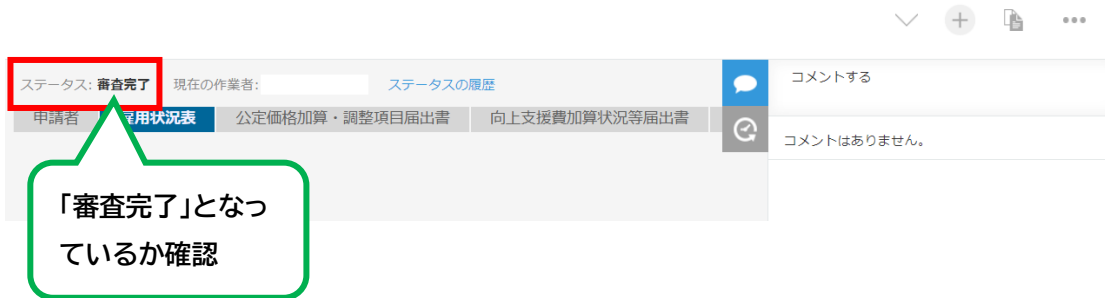 ステータス: 審査完了 現在の作業者: ステータスの履歴
コメントする
申請者 雇用状況表 公定価格加算・調整項目届出書 向上支援費加算状況等届出書
コメントはありません。
「審査完了」となっ
ているか確認